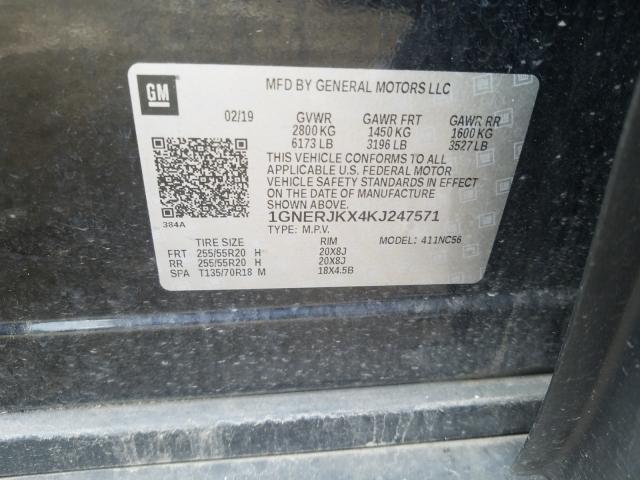 GM
MFD BY GENERAL MOTORS LLC
02/19 GVWR GAWR FRT GAWR RR
2800 KG 1450 KG 1600 KG
6173 LB 3196 LB 3527 LB
THIS VEHICLE CONFORMS TO ALL
APPLICABLE U.S. FEDERAL MOTOR
VEHICLE SAFETY STANDARDS IN EFFECT
ON THE DATE OF MANUFACTURE
SHOWN ABOVE.
384A
1GNERJKX4KJ247571
TYPE: M.P.V. MODEL: 411NC56
TIRE SIZE RIM
FRT 255/55R20 H 20X8J
RR 255/55R20 H 20X8J
SPA T135/70R18 M 18X4.5B